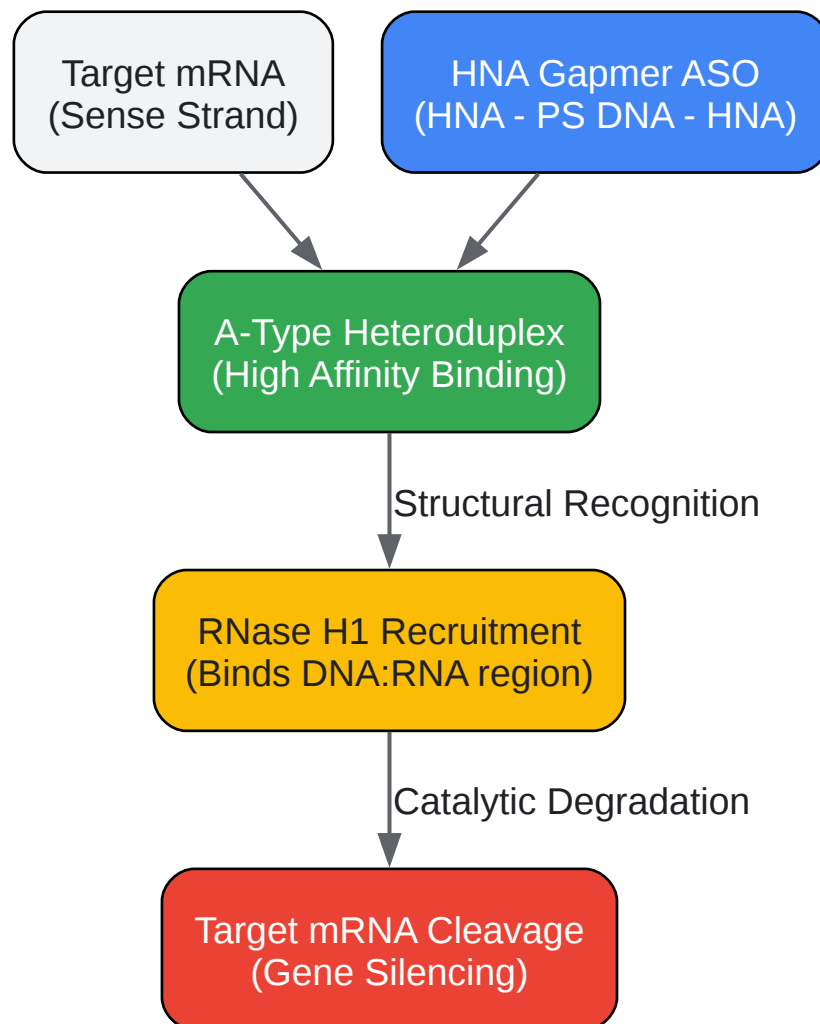 Target mRNA
(Sense Strand)
HNA Gapmer ASO
(HNA - PS DNA - HNA)
A-Type Heteroduplex
(High Affinity Binding)
Structural Recognition
RNase H1 Recruitment
(Binds DNA:RNA region)
Catalytic Degradation
Target mRNA Cleavage
(Gene Silencing)